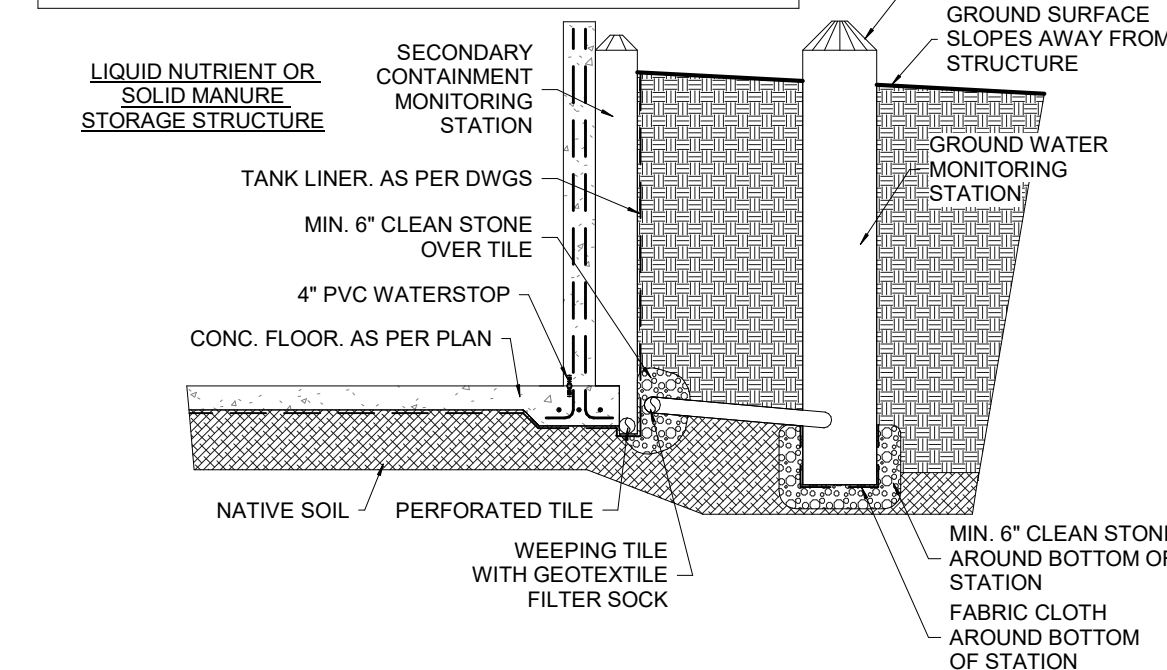 LIQUID NUTRIENT OR
SOLID MANURE
STORAGE STRUCTURE
SECONDARY
CONTAINMENT
MONITORING
STATION
TANK LINER. AS PER DWGS
MIN. 6" CLEAN STONE
OVER TILE
4" PVC WATERSTOP
CONC. FLOOR. AS PER PLAN
NATIVE SOIL
PERFORATED TILE
WEEPING TILE
WITH GEOTEXTILE
FILTER SOCK
GROUND SURFACE
SLOPES AWAY FROM
STRUCTURE
GROUND WATER
MONITORING
STATION
MIN. 6" CLEAN STONE
AROUND BOTTOM OF
STATION
FABRIC CLOTH
AROUND BOTTOM
OF STATION